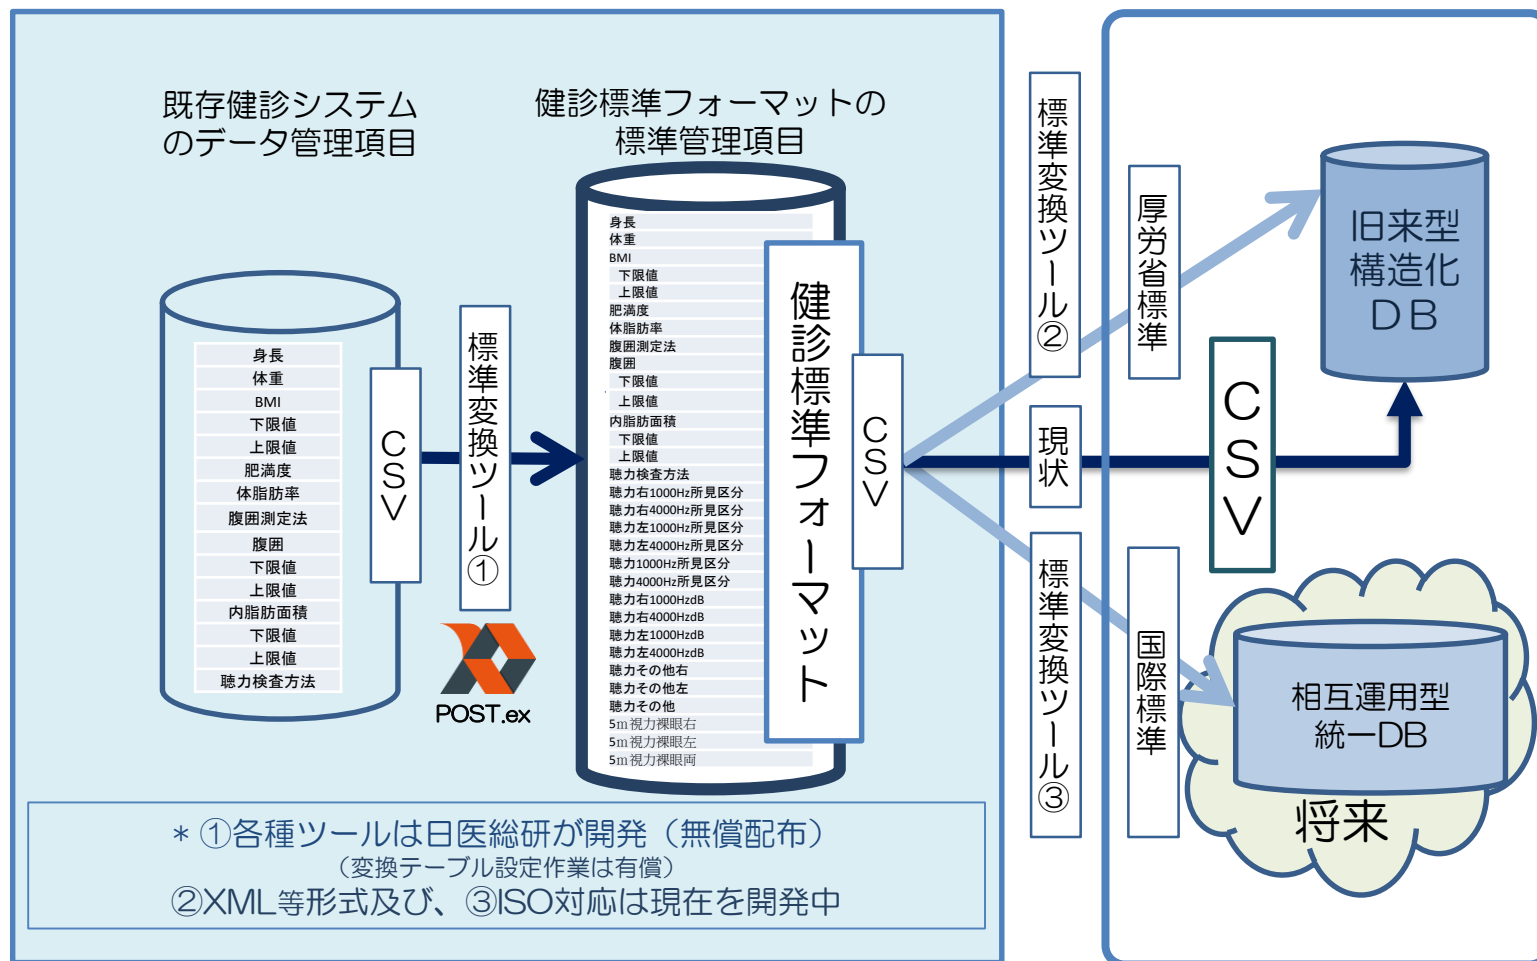 既存健診システム
のデータ管理項目
身長
体重
BMI
下限値
上限値
肥満度
体脂肪率
腹囲測定法
腹囲
下限値
上限値
内脂肪面積
下限値
上限値
聴力検査方法
CSV
標準変換ツール①
POST.ex
健診標準フォーマットの
標準管理項目
身長
体重
BMI
下限値
上限値
肥満度
体脂肪率
腹囲測定法
腹囲
下限値
上限値
内脂肪面積
下限値
上限値
聴力検査方法
聴力右1000Hz所見区分
聴力右4000Hz所見区分
聴力左1000Hz所見区分
聴力左4000Hz所見区分
聴力1000Hz所見区分
聴力4000Hz所見区分
聴力右1000HzdB
聴力右4000HzdB
聴力左1000HzdB
聴力左4000HzdB
聴力その他右
聴力その他左
聴力その他
5m視力裸眼右
5m視力裸眼左
5m視力裸眼両
健診標準フォーマット
CSV
標準変換ツール②
厚労省標準
現状
CSV
標準変換ツール③
国際標準
旧来型
構造化
DB
相互運用型
統一DB
将来
＊①各種ツールは日医総研が開発（無償配布）
（変換テーブル設定作業は有償）
②XML等形式及び、③ISO対応は現在を開発中